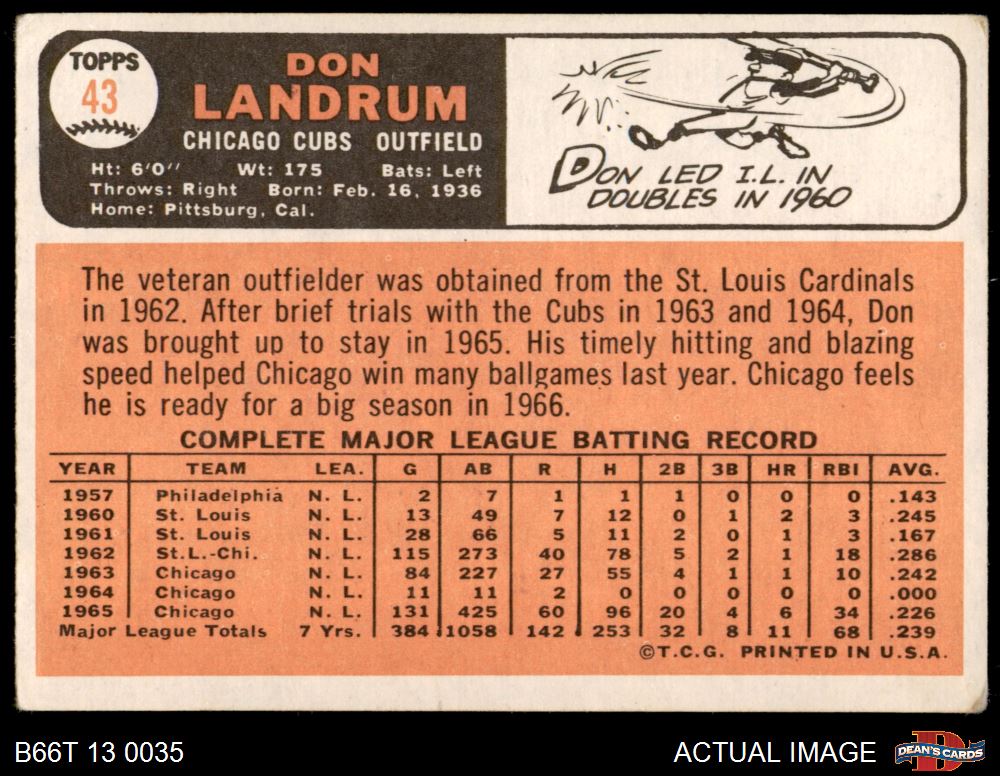 TOPPS
43
DON
LANDRUM
CHICAGO CUBS OUTFIELD
Ht: 6'0" Wt: 175 Bats: Left
Throws: Right Born: Feb. 16, 1936
Home: Pittsburg, Cal.
DON LED I.L. IN
DOUBLES IN 1960
The veteran outfielder was obtained from the St. Louis Cardinals
in 1962. After brief trials with the Cubs in 1963 and 1964, Don
was brought up to stay in 1965. His timely hitting and blazing
speed helped Chicago win many ballgames last year. Chicago feels
he is ready for a big season in 1966.
COMPLETE MAJOR LEAGUE BATTING RECORD
YEAR TEAM LEA. G AB R H 2B 3B HR RBI AVG.
1957 Philadelphia N. L. 2 7 1 1 1 0 0 0 .143
1960 St. Louis N. L. 13 49 7 12 0 1 2 3 .245
1961 St. Louis N. L. 28 66 5 11 2 0 1 3 .167
1962 St.L.-Chi. N. L. 115 273 40 78 5 2 1 18 .286
1963 Chicago N. L. 84 227 27 55 4 1 1 10 .242
1964 Chicago N. L. 11 11 2 0 0 0 0 0 .000
1965 Chicago N. L. 131 425 60 96 20 4 6 34 .226
Major League Totals 7 Yrs. 384 1058 142 253 32 8 11 68 .239
©T.C.G. PRINTED IN U.S.A.
B66T 13 0035 ACTUAL IMAGE DEAN'S CARDS